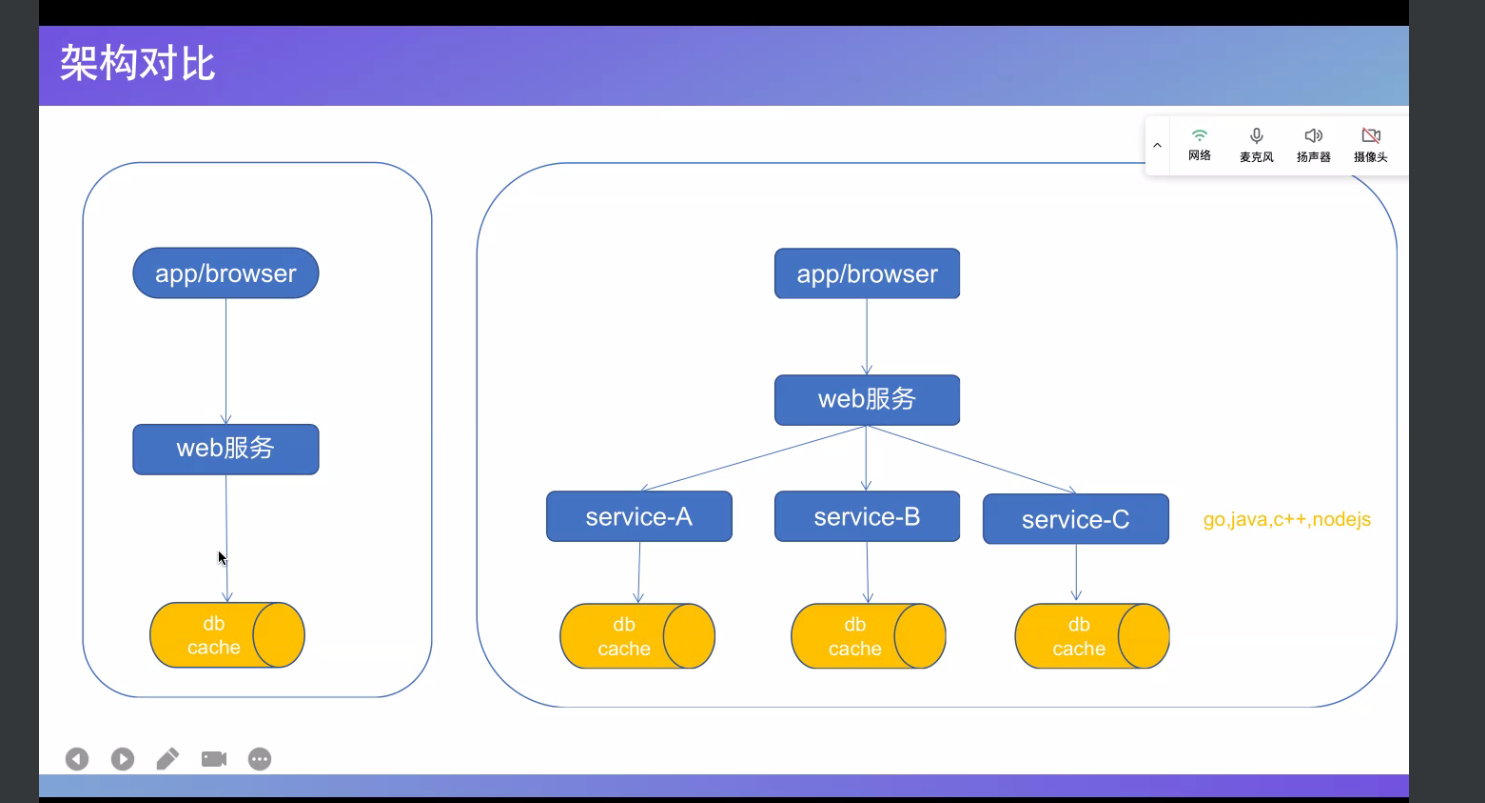 架构对比
网络
麦克风
扬声器
摄像头
app/browser
web服务
db
cache
app/browser
web服务
service-A
service-B
service-C
go,java,c++,nodejs
db
cache
db
cache
db
cache